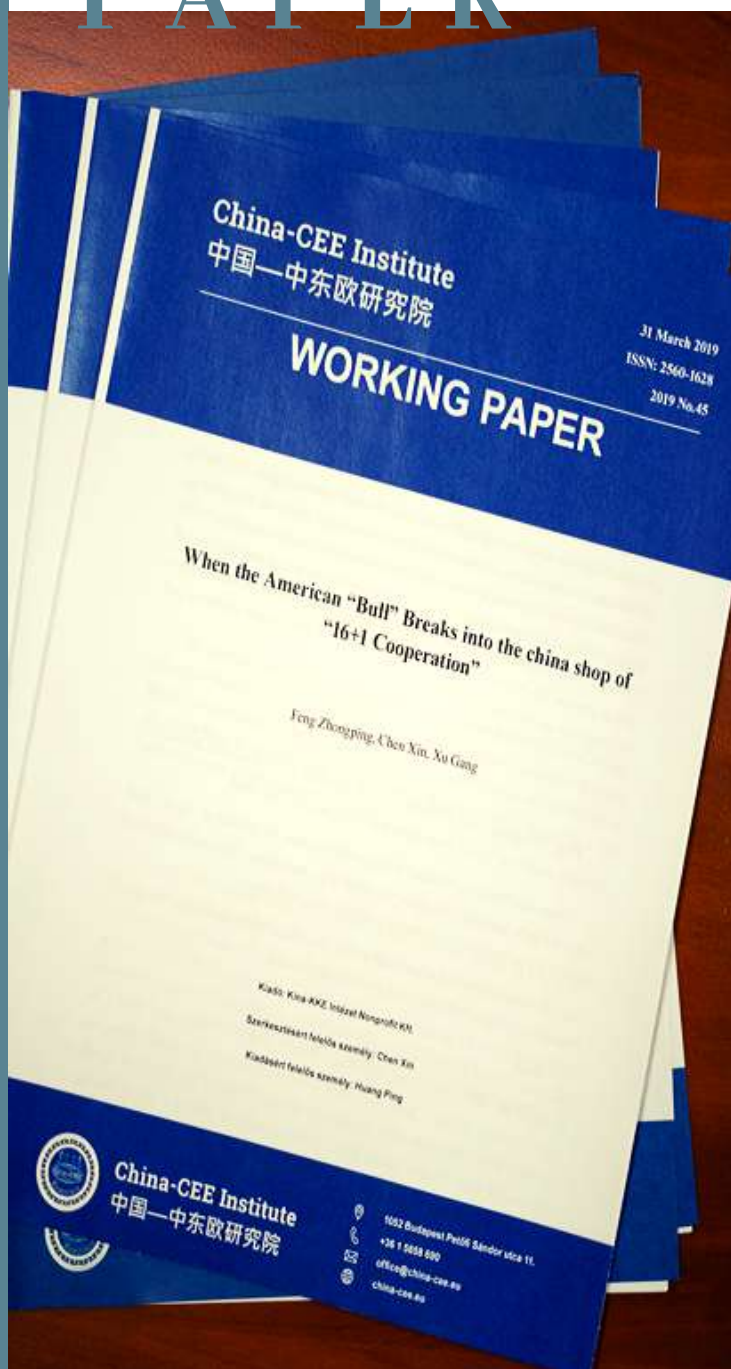 PAPER
China-CEE Institute
中国—中东欧研究院
31 March 2019
ISSN: 2560-1628
2019 No.45
WORKING PAPER
When the American “Bull” Breaks into the china shop of
“16+1 Cooperation”
Feng Zhongping, Chen Xin, Xu Gang
Kiadó: Kína-KKE Intézet Nonprofit Kft.
Szerkesztésért felelős személy: Chen Xin
Kiadásért felelős személy: Huang Ping
China-CEE Institute
中国—中东欧研究院
1052 Budapest Petőfi Sándor utca 11.
+36 1 5858 690
office@china-cee.eu
china-cee.eu